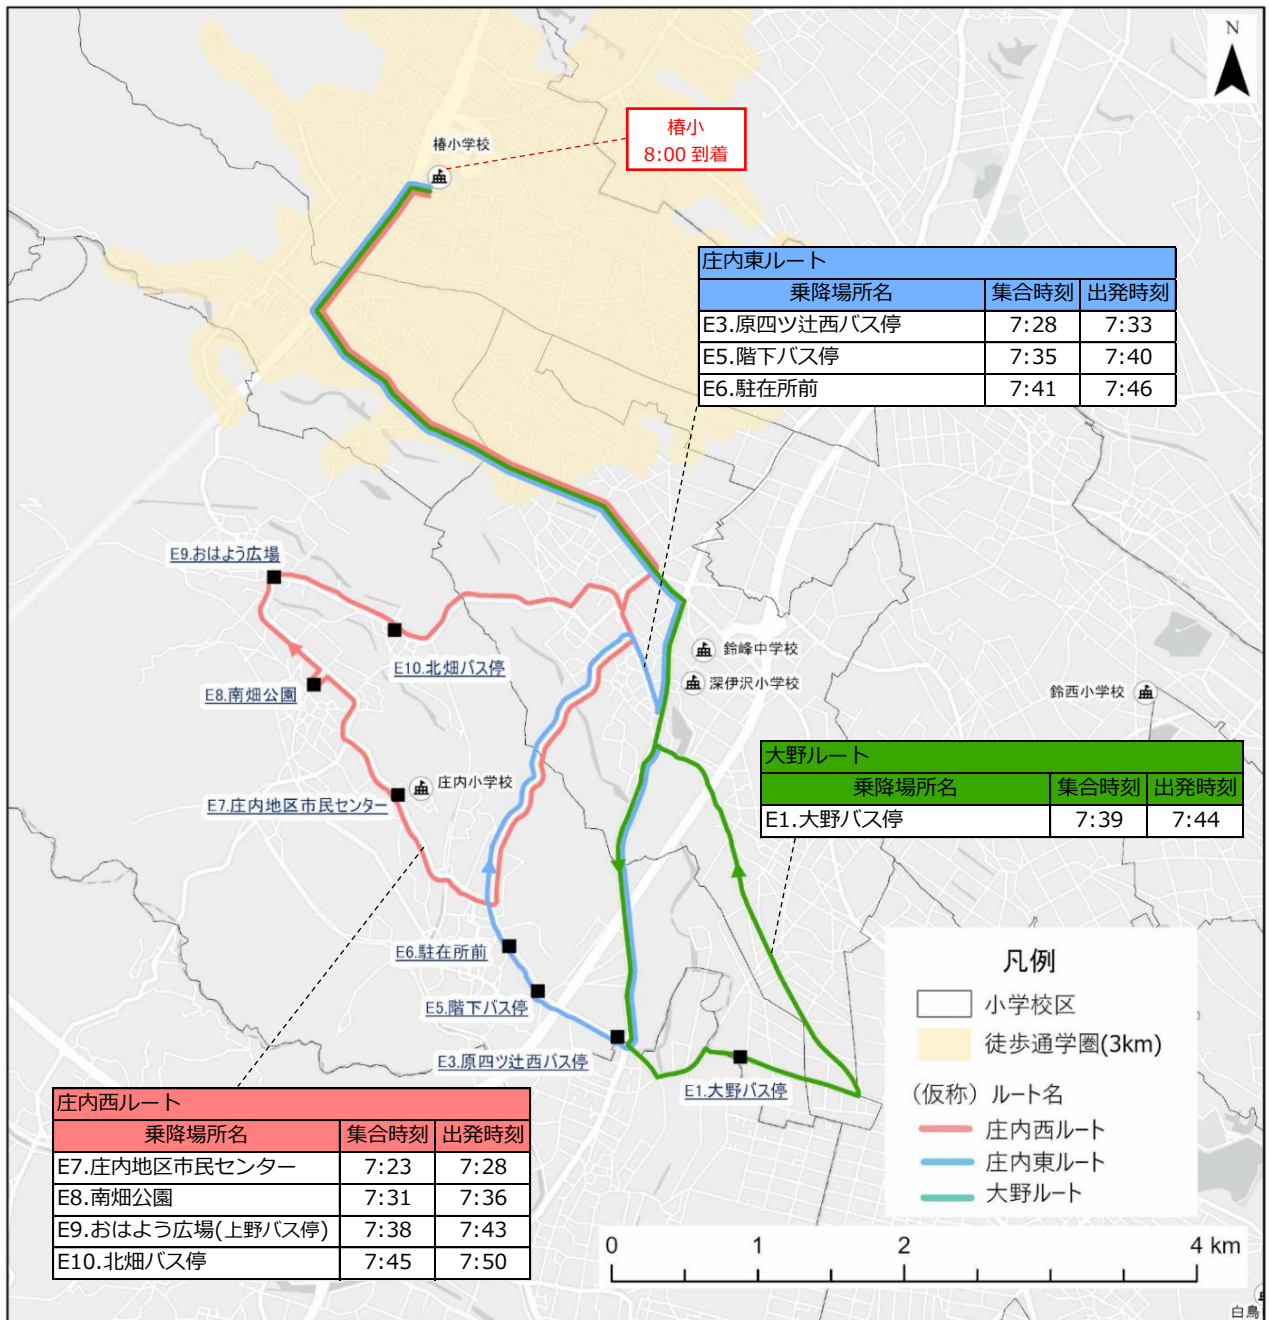 N
椿小学校
椿小
8:00 到着
庄内東ルート
乗降場所名 集合時刻 出発時刻
E3.原四ツ辻西バス停 7:28 7:33
E5.階下バス停 7:35 7:40
E6.駐在所前 7:41 7:46
E9.おはよう広場
E10.北畑バス停
E8.南畑公園
鈴峰中学校
深伊沢小学校
鈴西小学校
庄内小学校
E7.庄内地区市民センター
大野ルート
乗降場所名 集合時刻 出発時刻
E1.大野バス停 7:39 7:44
E6.駐在所前
E5.階下バス停
E3.原四ツ辻西バス停
E1.大野バス停
凡例
小学校区
徒歩通学圏(3km)
（仮称）ルート名
庄内西ルート
庄内東ルート
大野ルート
庄内西ルート
乗降場所名 集合時刻 出発時刻
E7.庄内地区市民センター 7:23 7:28
E8.南畑公園 7:31 7:36
E9.おはよう広場(上野バス停) 7:38 7:43
E10.北畑バス停 7:45 7:50
0 1 2 4 km
白鳥